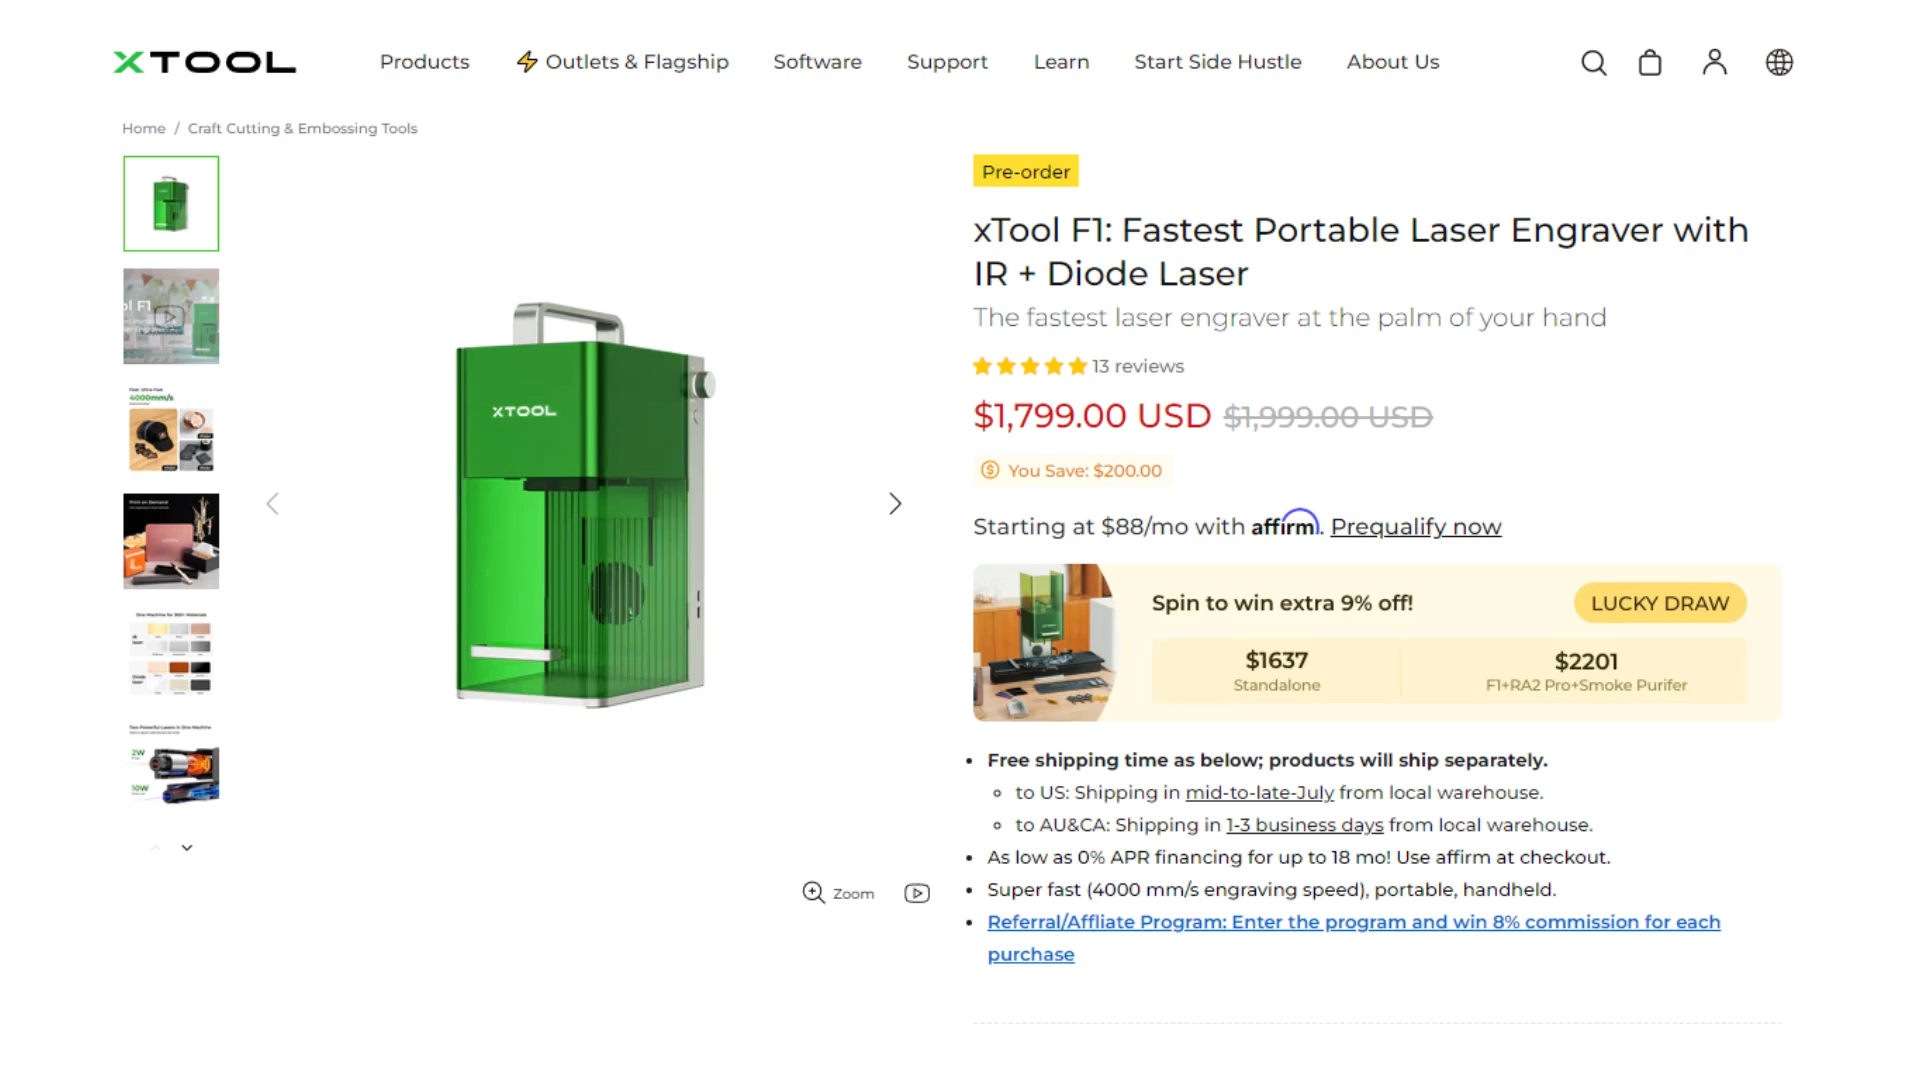 XTOOL
Products
Outlets & Flagship
Software
Support
Learn
Start Side Hustle
About Us
Home / Craft Cutting & Embossing Tools
Pre-order
xTool F1: Fastest Portable Laser Engraver with
IR + Diode Laser
The fastest laser engraver at the palm of your hand
13 reviews
$1,799.00 USD $1,999.00 USD
You Save: $200.00
Starting at $88/mo with affirm. Prequalify now
Spin to win extra 9% off!
LUCKY DRAW
$1637
Standalone
$2201
F1+RA2 Pro+Smoke Purifer
Free shipping time as below; products will ship separately.
to US: Shipping in mid-to-late-July from local warehouse.
to AU&CA: Shipping in 1-3 business days from local warehouse.
As low as 0% APR financing for up to 18 mo! Use affirm at checkout.
Super fast (4000 mm/s engraving speed), portable, handheld.
Referral/Affliate Program: Enter the program and win 8% commission for each
purchase
XTOOL
ol F1
4000mm/s
Print on Demand
One Machine for 300+ Materials
Two Powerful Lasers in One Machine
2W
10W
Zoom